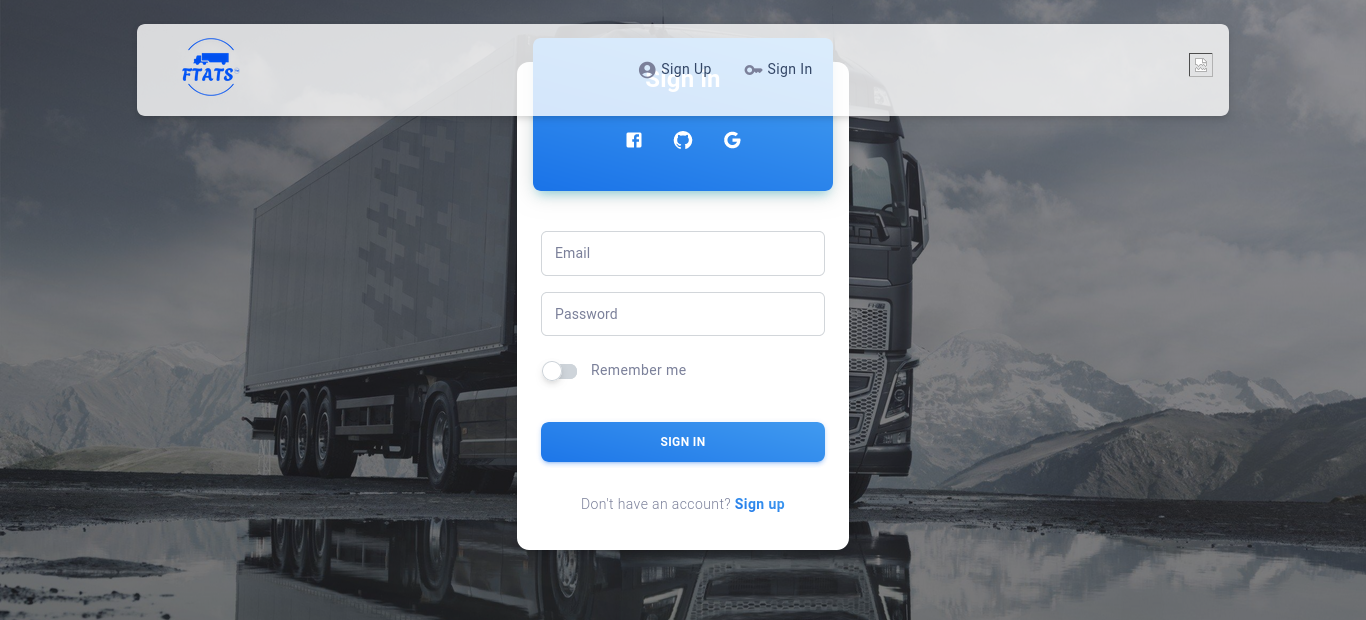 FTATS
Sign Up Sign In
Sign in
Email
Password
Remember me
SIGN IN
Don't have an account? Sign up